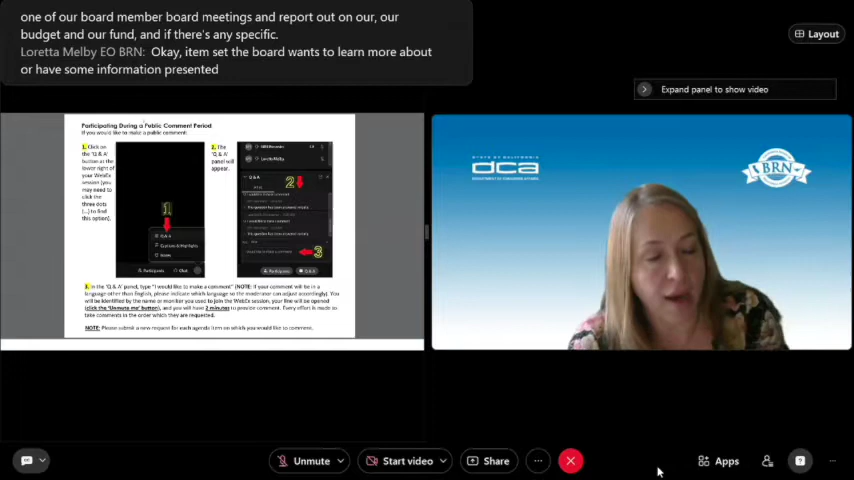 one of our board member board meetings and report out on our, our
budget and our fund, and if there's any specific.
Loretta Melby EO BRN: Okay, item set the board wants to learn more about
or have some information presented
Layout
Expand panel to show video
Participating During a Public Comment Period
If you would like to make a public comment:
1. Click on
the 'Q & A'
button at the
lower right of
your WebEx
session (you
may need to
click the
three dots
(...) to find
this option).
1
2. The
'Q & A'
panel will
appear.
2
3
3. In the 'Q & A' panel, type "I would like to make a comment" (NOTE: If your comment will be in a
language other than English, please indicate which language so the moderator can adjust accordingly). You
will be identified by the name or moniker you used to join the WebEx session, your line will be opened
(click the 'Unmute me' button), and you will have 2 minutes to provide comment. Every effort is made to
take comments in the order which they are requested.
NOTE: Please submit a new request for each agenda item on which you would like to comment.
STATE OF CALIFORNIA
dca
DEPARTMENT OF CONSUMER AFFAIRS
BRN
Unmute
Start video
Share
Apps